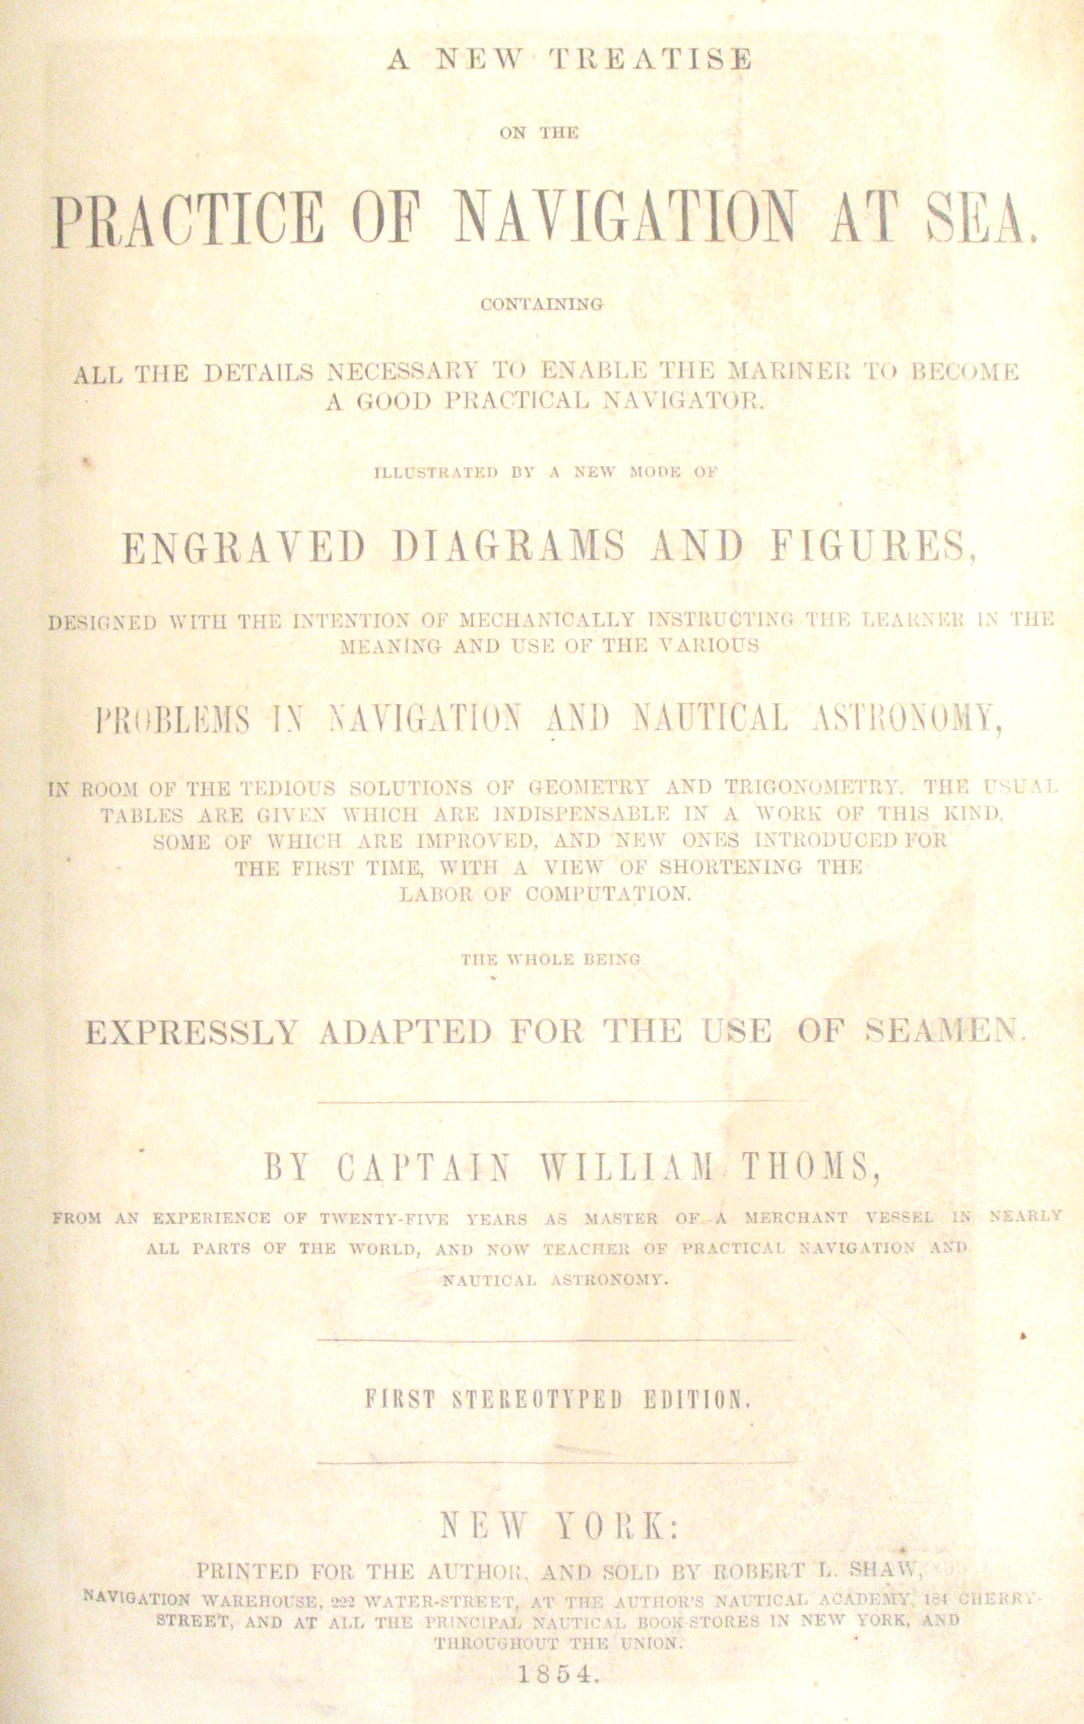 A NEW TREATISE
ON THE
PRACTICE OF NAVIGATION AT SEA.
CONTAINING
ALL THE DETAILS NECESSARY TO ENABLE THE MARINER TO BECOME
A GOOD PRACTICAL NAVIGATOR.
ILLUSTRATED BY A NEW MODE OF
ENGRAVED DIAGRAMS AND FIGURES,
DESIGNED WITH THE INTENTION OF MECHANICALLY INSTRUCTING THE LEARNER IN THE
MEANING AND USE OF THE VARIOUS
PROBLEMS IN NAVIGATION AND NAUTICAL ASTRONOMY,
IN ROOM OF THE TEDIOUS SOLUTIONS OF GEOMETRY AND TRIGONOMETRY. THE USUAL
TABLES ARE GIVEN WHICH ARE INDISPENSABLE IN A WORK OF THIS KIND,
SOME OF WHICH ARE IMPROVED, AND NEW ONES INTRODUCED FOR
THE FIRST TIME, WITH A VIEW OF SHORTENING THE
LABOR OF COMPUTATION.
THE WHOLE BEING
EXPRESSLY ADAPTED FOR THE USE OF SEAMEN.
BY CAPTAIN WILLIAM THOMS,
FROM AN EXPERIENCE OF TWENTY-FIVE YEARS AS MASTER OF A MERCHANT VESSEL IN NEARLY
ALL PARTS OF THE WORLD, AND NOW TEACHER OF PRACTICAL NAVIGATION AND
NAUTICAL ASTRONOMY.
FIRST STEREOTYPED EDITION.
NEW YORK:
PRINTED FOR THE AUTHOR, AND SOLD BY ROBERT L. SHAW,
NAVIGATION WAREHOUSE, 222 WATER-STREET, AT THE AUTHOR'S NAUTICAL ACADEMY, 184 CHERRY-
STREET, AND AT ALL THE PRINCIPAL NAUTICAL BOOK-STORES IN NEW YORK, AND
THROUGHOUT THE UNION.
1854.